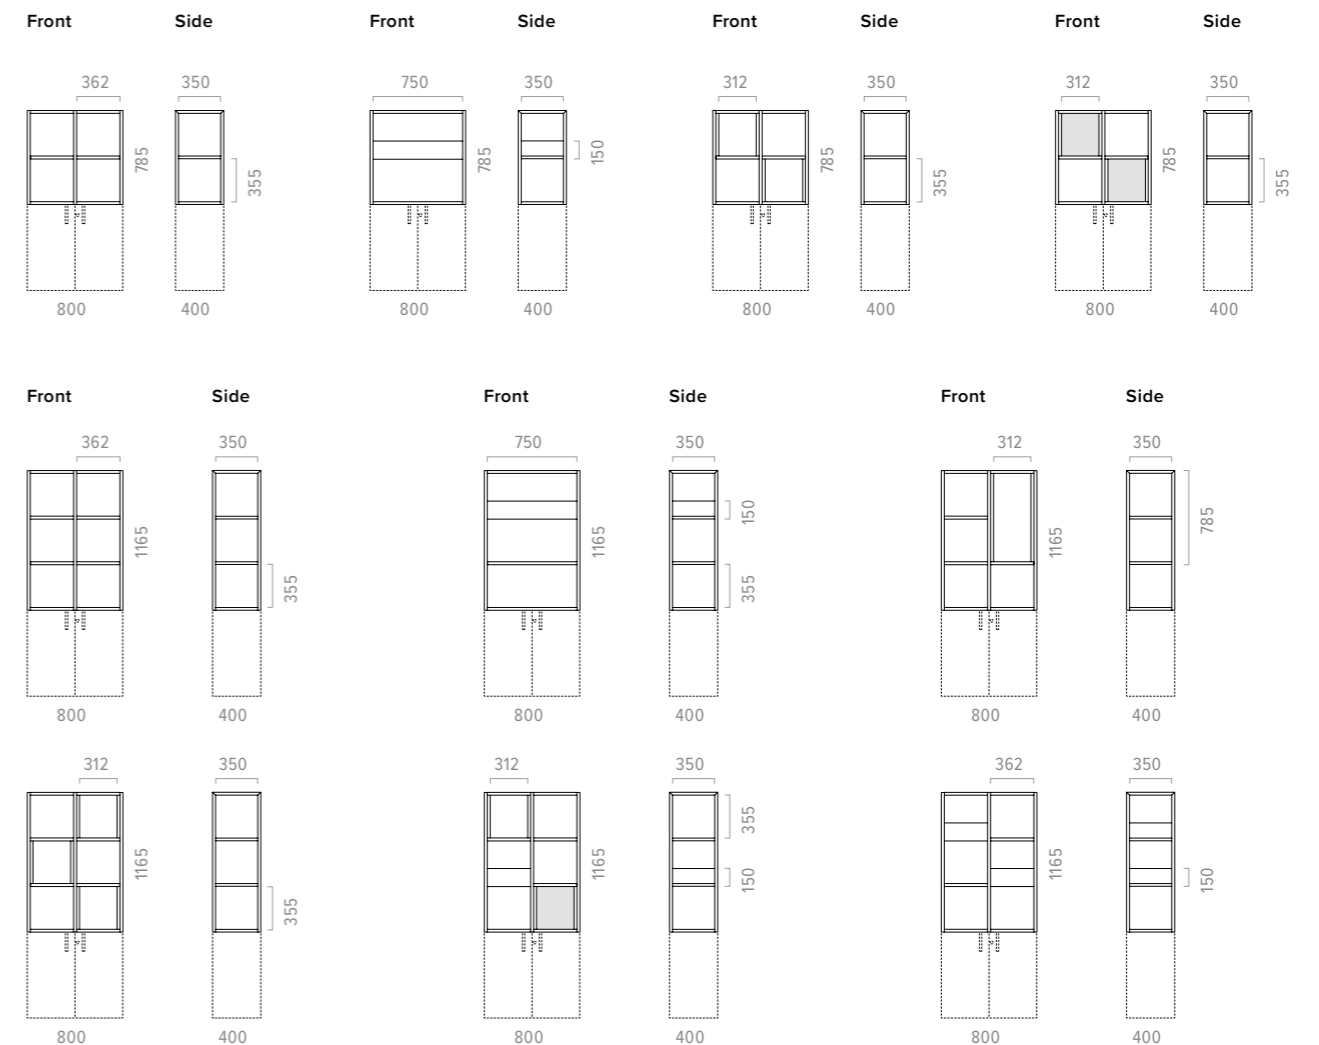 Front Side Front Side Front Side Front Side
362 350 750 350 312 350 312 350
785 355 785 150 785 355 785 355
800 400 800 400 800 400 800 400
Front Side Front Side Front Side
362 350 750 350 312 350
1165 355 1165 150 355 1165 785
800 400 800 400 800 400
312 350 312 350 362 350
1165 355 1165 355 150 1165 150
800 400 800 400 800 400